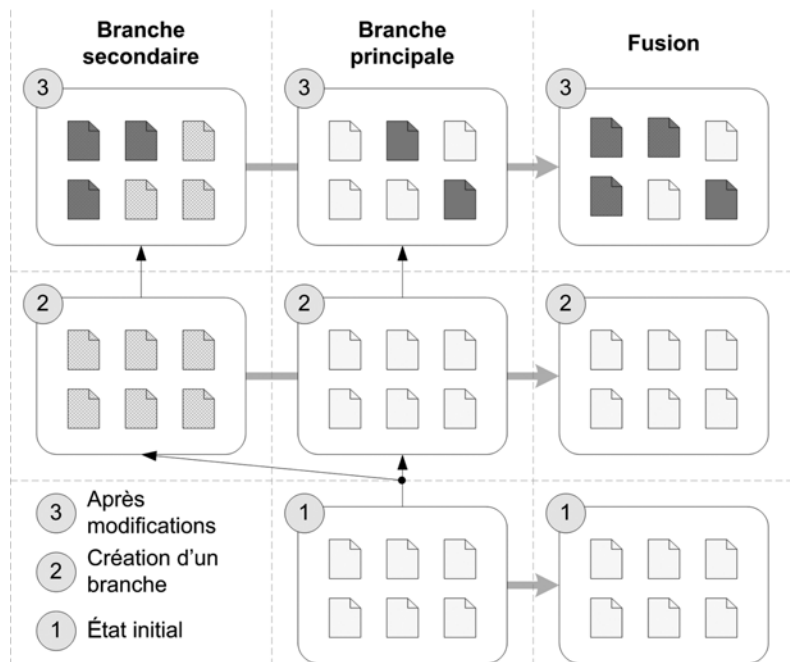 Branche
secondaire
Branche
principale
Fusion
3
3
3
2
2
2
1
1
3 Après
modifications
2 Création d'un
branche
1 État initial